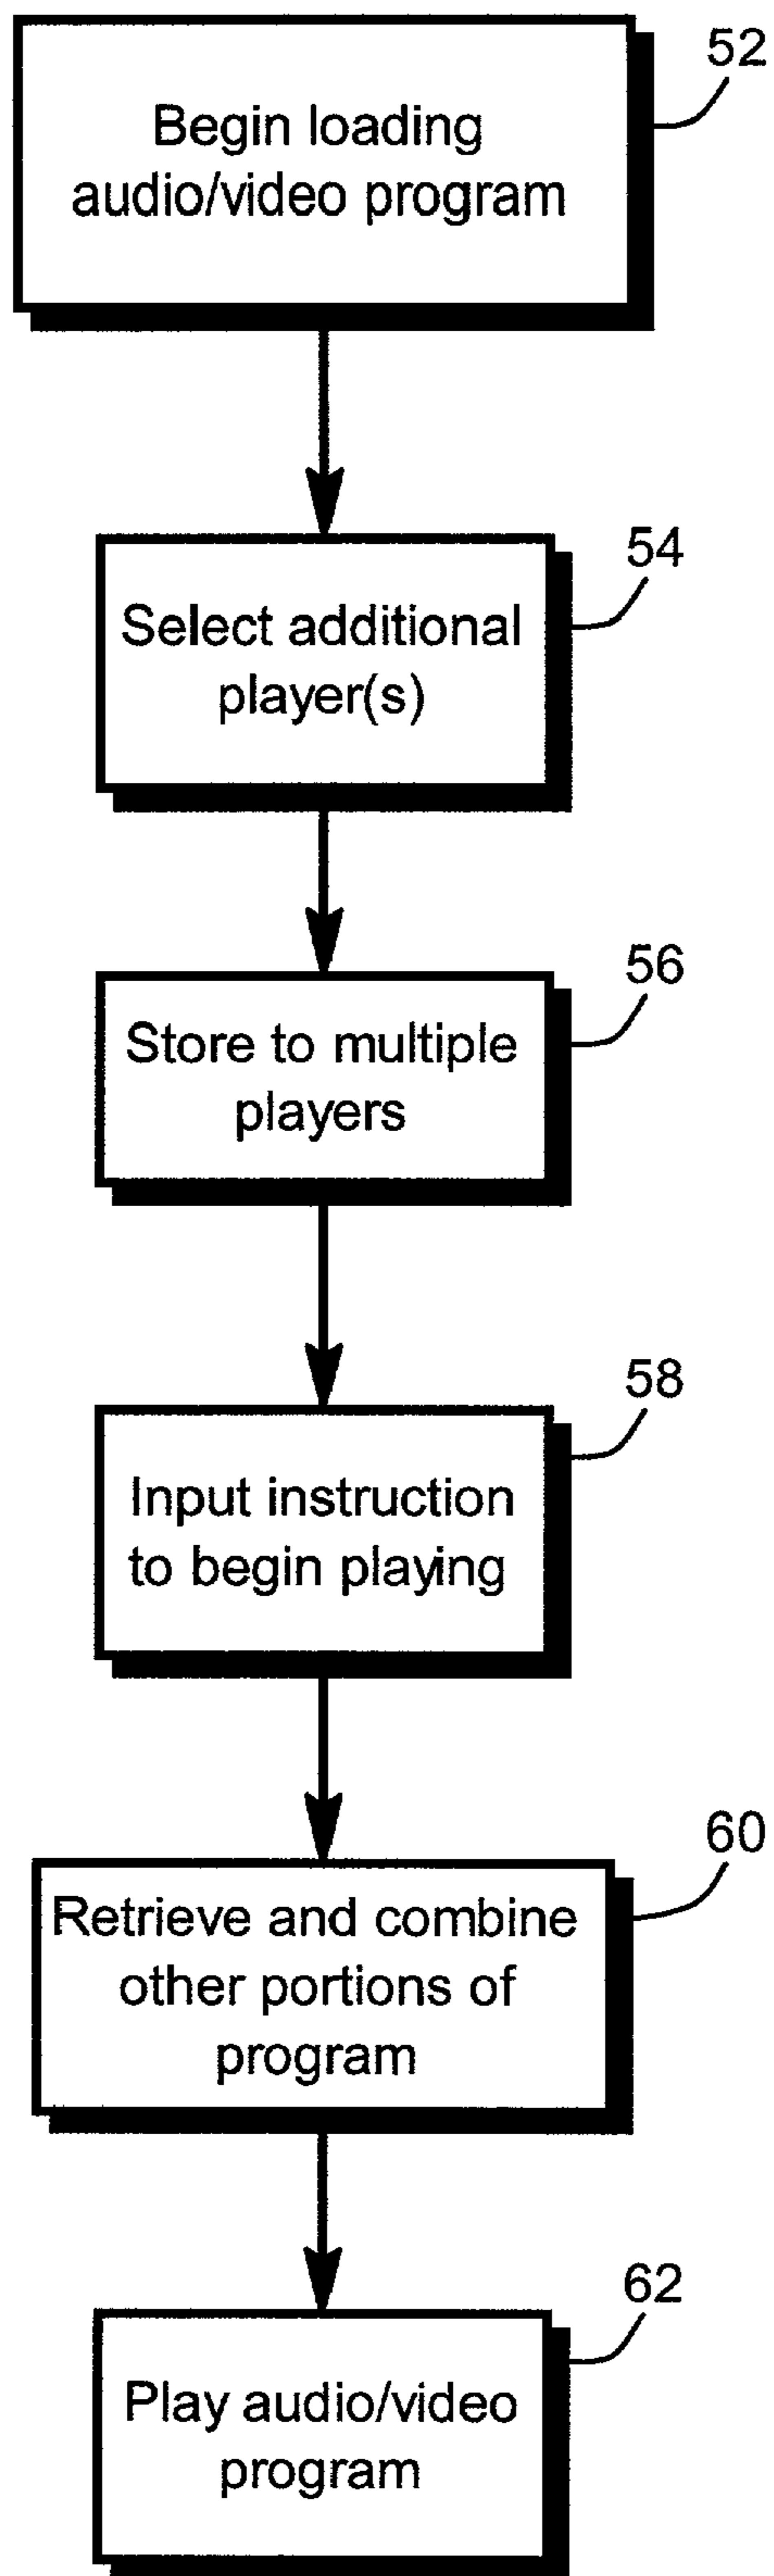 52
Begin loading
audio/video program
54
Select additional
player(s)
56
Store to multiple
players
58
Input instruction
to begin playing
60
Retrieve and combine
other portions of
program
62
Play audio/video
program